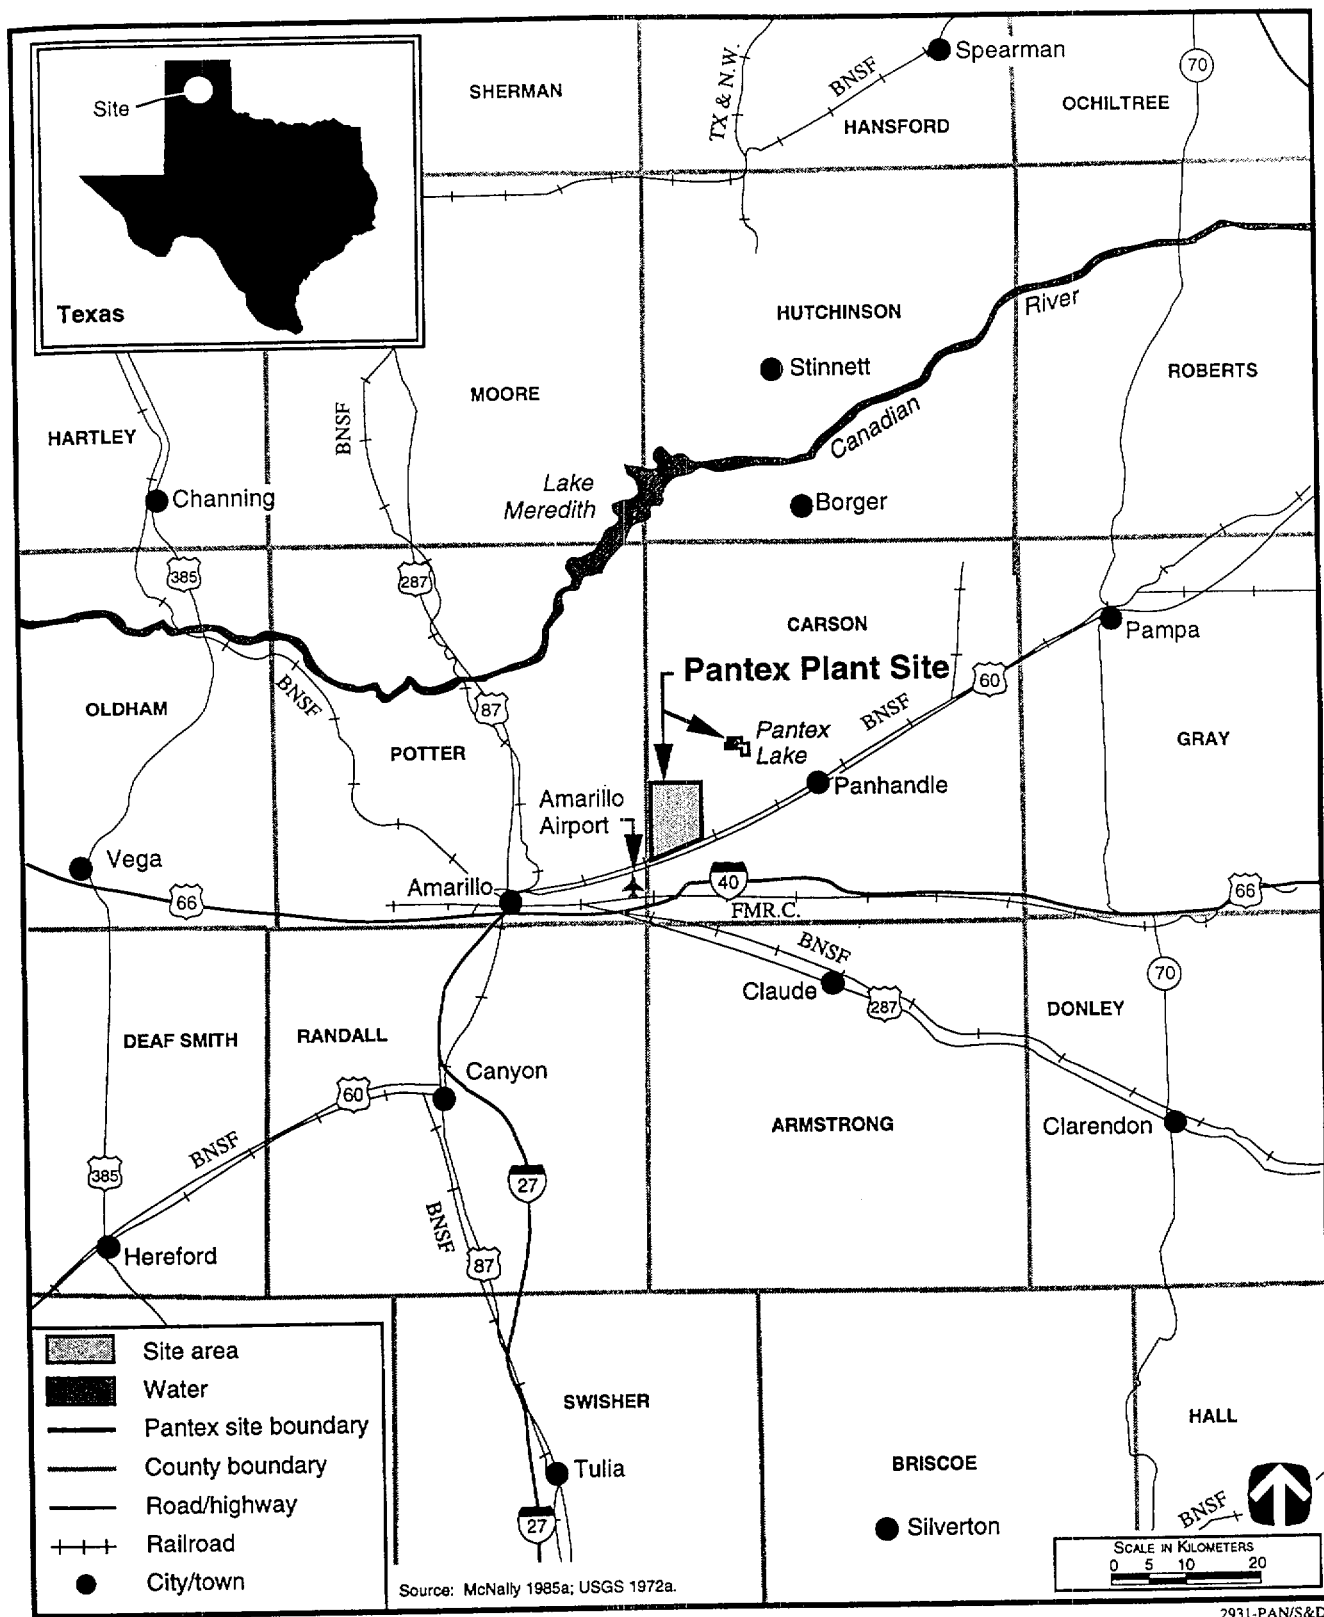 Spearman
BNSF
TX & N.W.
70
SHERMAN
OCHILTREE
HANSFORD
Site
Texas
River
HUTCHINSON
Stinnett
ROBERTS
MOORE
BNSF
HARTLEY
Canadian
Lake
Meredith
Channing
Borger
385
287
CARSON
Pampa
Pantex Plant Site
60
BNSF
BNSF
OLDHAM
87
Pantex
Lake
GRAY
POTTER
Panhandle
Amarillo
Airport
Vega
Amarillo
40
66
66
FMR.C.
BNSF
70
Claude
287
DONLEY
DEAF SMITH
RANDALL
Canyon
60
ARMSTRONG
Clarendon
BNSF
385
27
BNSF
Hereford
87
Site area
Water
Pantex site boundary
County boundary
Road/highway
Railroad
City/town
SWISHER
HALL
BRISCOE
Tulia
27
BNSF
Silverton
SCALE IN KILOMETERS
0 5 10 20
Source: McNally 1985a; USGS 1972a.
2931-PAN/S&D